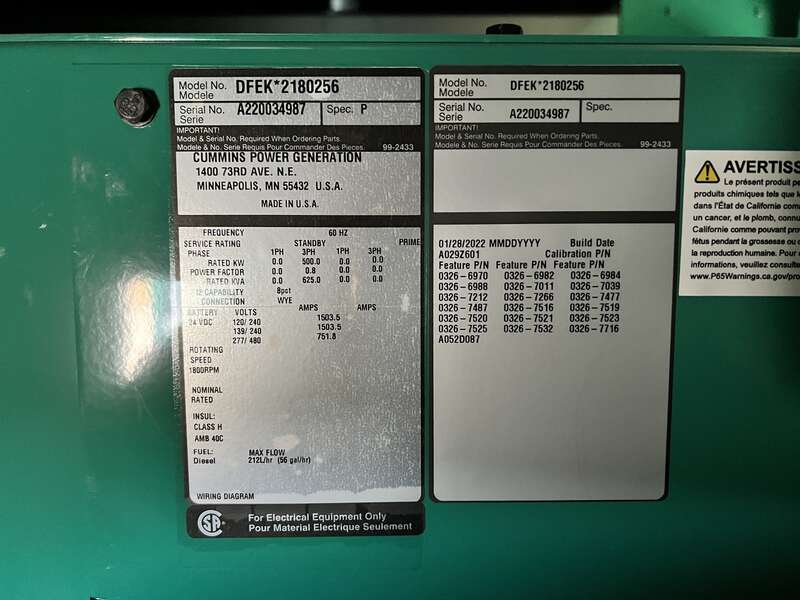 Model No. DFEK*2180256
Modele
Serial No. A220034987 Spec. P
Serie
IMPORTANT!
Model & Serial No. Required When Ordering Parts.
Modele & No. Serie Requis Pour Commander Des Pieces. 99-2433
CUMMINS POWER GENERATION
1400 73RD AVE. N.E.
MINNEAPOLIS, MN 55432 U.S.A.
MADE IN U.S.A.
FREQUENCY 60 HZ
SERVICE RATING STANDBY PRIME
PHASE 1PH 3PH 1PH 3PH
RATED KW 0.0 500.0 0.0 0.0
POWER FACTOR 0.0 0.8 0.0 0.0
RATED KVA 0.0 625.0 0.0 0.0
12 CAPABILITY 8pst
CONNECTION WYE
BATTERY VOLTS AMPS AMPS
24 VDC 120/ 240 1503.5
139/ 240 1503.5
277/ 480 751.8
ROTATING
SPEED
1800RPM
NOMINAL
RATED
INSUL:
CLASS H
AMB 40C
FUEL: MAX FLOW
Diesel 212L/hr (56 gal/hr)
WIRING DIAGRAM
CSA
For Electrical Equipment Only
Pour Material Electrique Seulement
Model No. DFEK*2180256
Modele
Serial No. A220034987 Spec.
Serie
IMPORTANT!
Model & Serial No. Required When Ordering Parts.
Modele & No. Serie Requis Pour Commander Des Pieces. 99-2433
01/28/2022 MMDDYYYY Build Date
A029Z601 Calibration P/N
Feature P/N Feature P/N Feature P/N
0326-6970 0326-6982 0326-6984
0326-6988 0326-7011 0326-7039
0326-7212 0326-7266 0326-7477
0326-7487 0326-7516 0326-7519
0326-7520 0326-7521 0326-7523
0326-7525 0326-7532 0326-7716
A052D087
AVERTISS
Le présent produit pe
produits chimiques tels que l
dans l'État de Californie com
un cancer, et le plomb, connu
Californie comme pouvant pro
fétus pendant la grossesse ou d
la reproduction humaine. Pour
informations, veuillez consulte
www.P65Warnings.ca.gov/pro